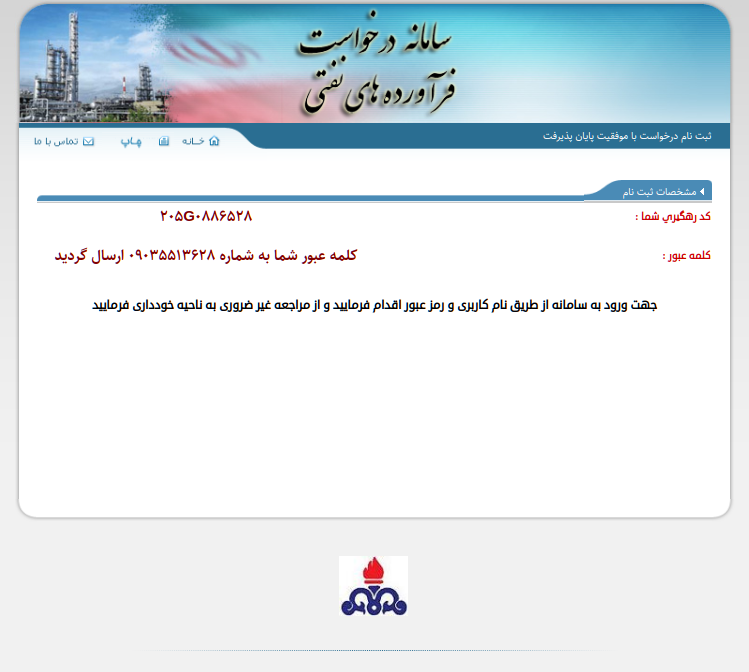 سامانه درخواست
فرآورده های نفتی
ثبت نام درخواست با موفقیت پایان پذیرفت
خانه
چاپ
تماس با ما
مشخصات ثبت نام
کد رهگیري شما : ۲۰۵G۰۸۸۶۵۲۸
کلمه عبور : کلمه عبور شما به شماره ۰۹۰۳۵۵۱۳۶۲۸ ارسال گردید
جهت ورود به سامانه از طریق نام کاربری و رمز عبور اقدام فرمایید و از مراجعه غیر ضروری به ناحیه خودداری فرمایید